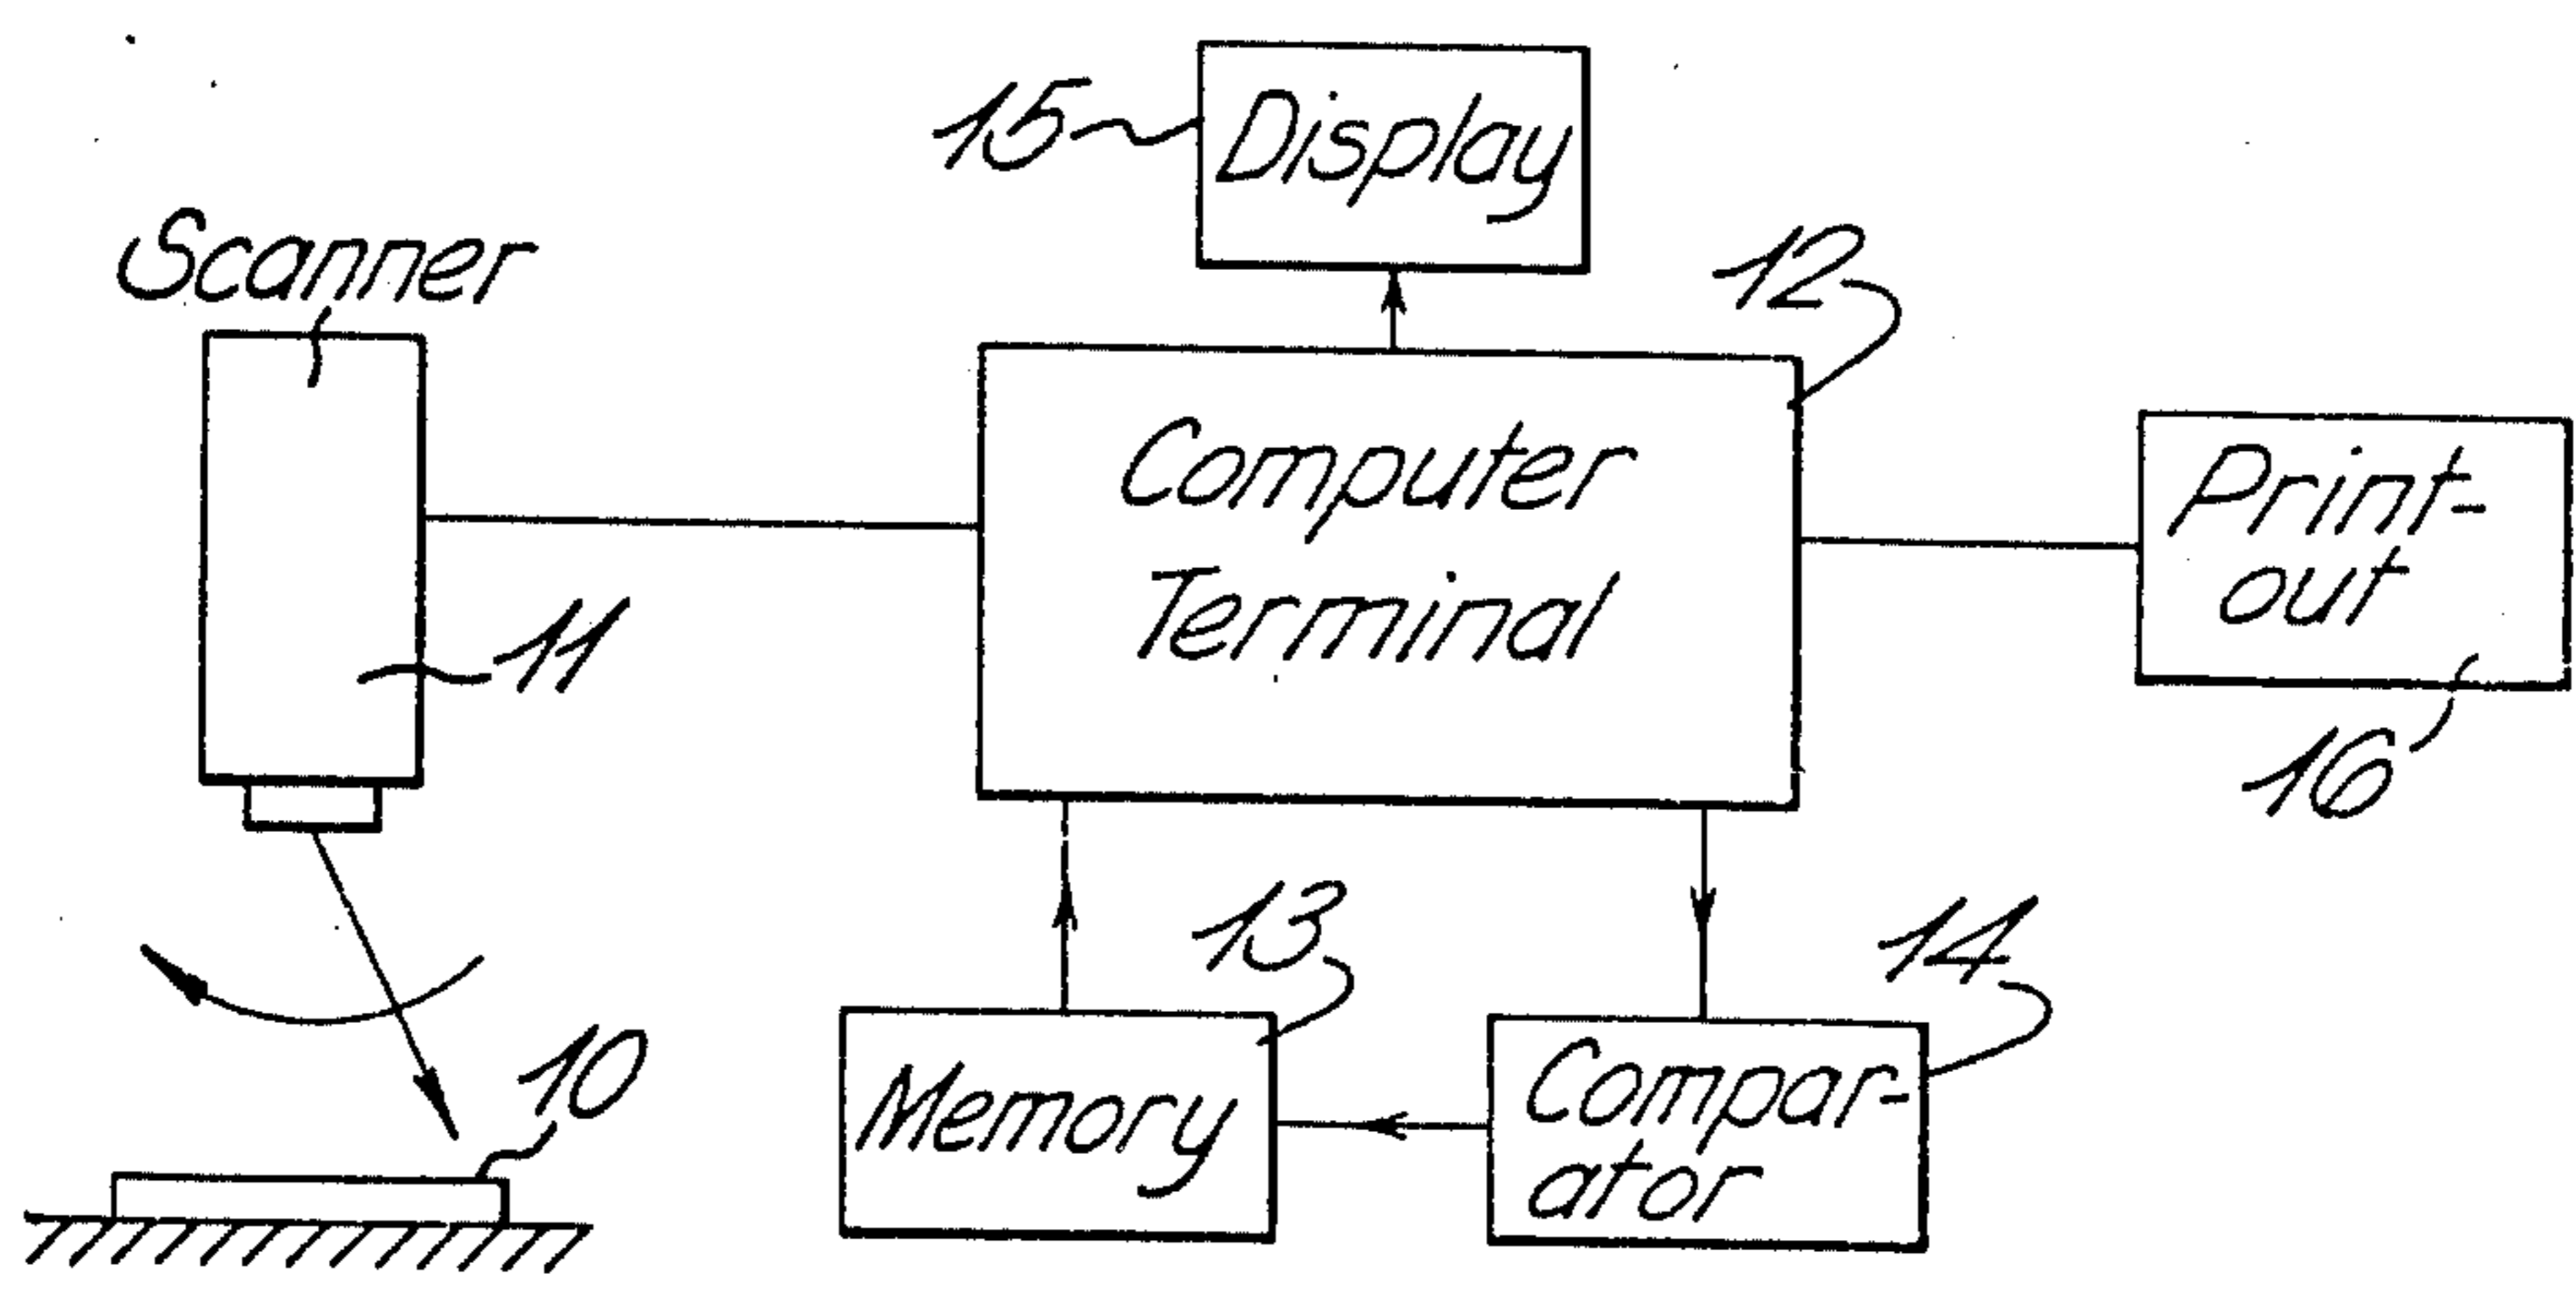 15
Display
Scanner
12
Computer
Terminal
Print-
out
11
16
13
14
10
Memory
Compar-
ator